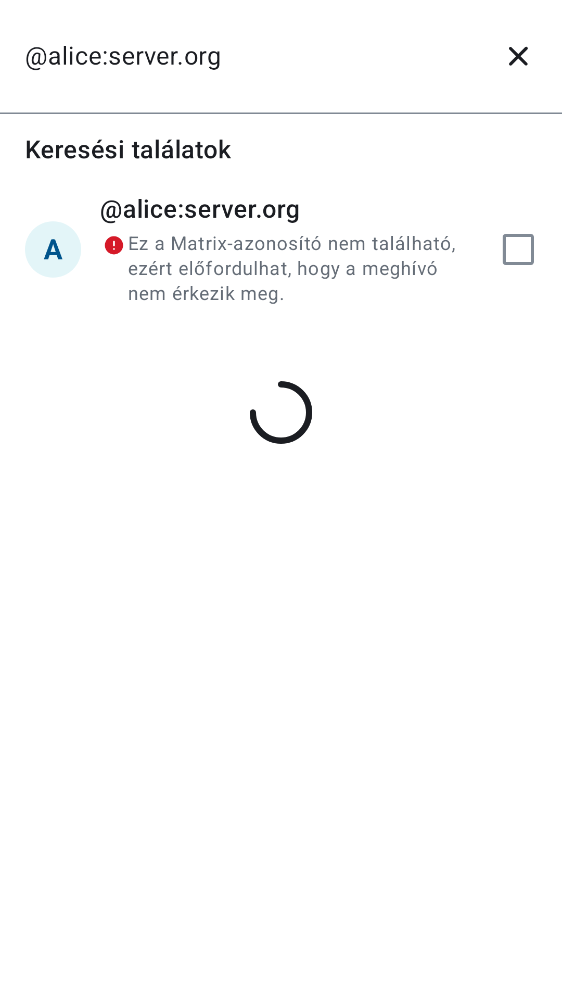 @alice:server.org
Keresési találatok
@alice:server.org
A
Ez a Matrix-azonosító nem található,
ezért előfordulhat, hogy a meghívó
nem érkezik meg.